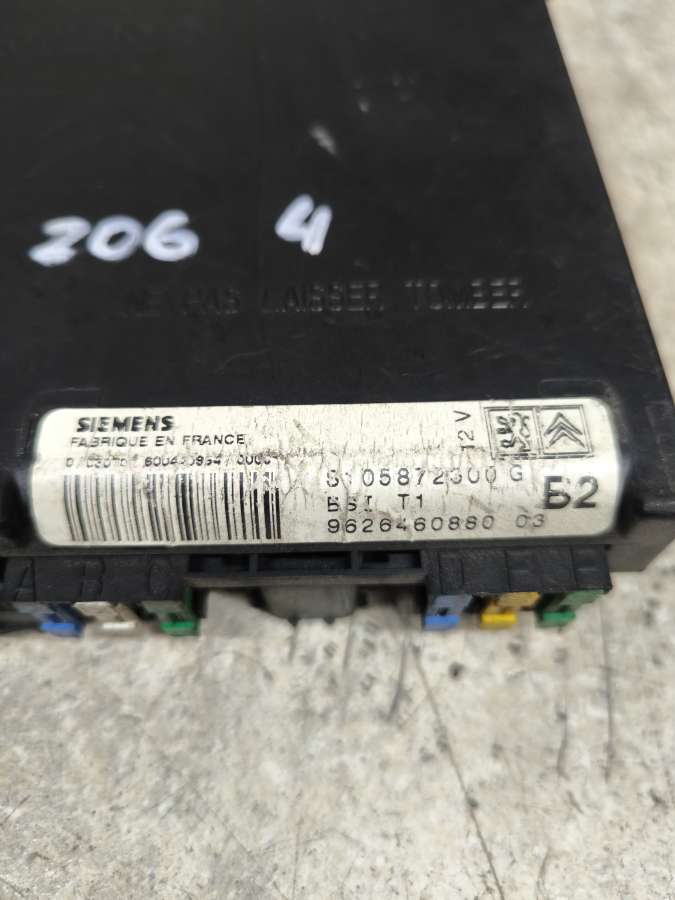 206 4
NE PAS LAISSER TOMBER
SIEMENS
FABRIQUE EN FRANCE
12 V
S105872300 G
BSI T1
B2
9626460880 03
A B C D E F